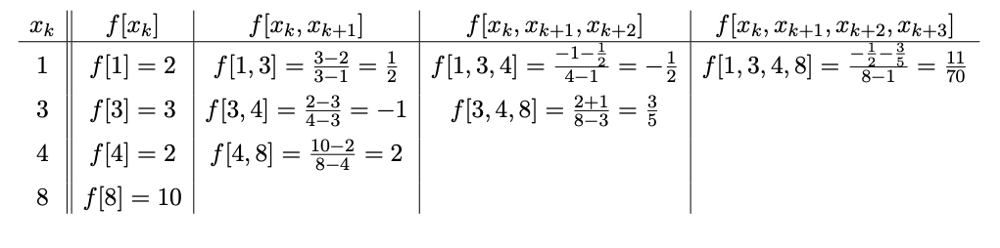 x_k f[x_k] f[x_k, x_{k+1}] f[x_k, x_{k+1}, x_{k+2}] f[x_k, x_{k+1}, x_{k+2}, x_{k+3}]
1 f[1] = 2 f[1, 3] = \frac{3-2}{3-1} = \frac{1}{2} f[1, 3, 4] = \frac{-1-\frac{1}{2}}{4-1} = -\frac{1}{2} f[1, 3, 4, 8] = \frac{-\frac{1}{2}-\frac{3}{5}}{8-1} = \frac{11}{70}
3 f[3] = 3 f[3, 4] = \frac{2-3}{4-3} = -1 f[3, 4, 8] = \frac{2+1}{8-3} = \frac{3}{5}
4 f[4] = 2 f[4, 8] = \frac{10-2}{8-4} = 2
8 f[8] = 10